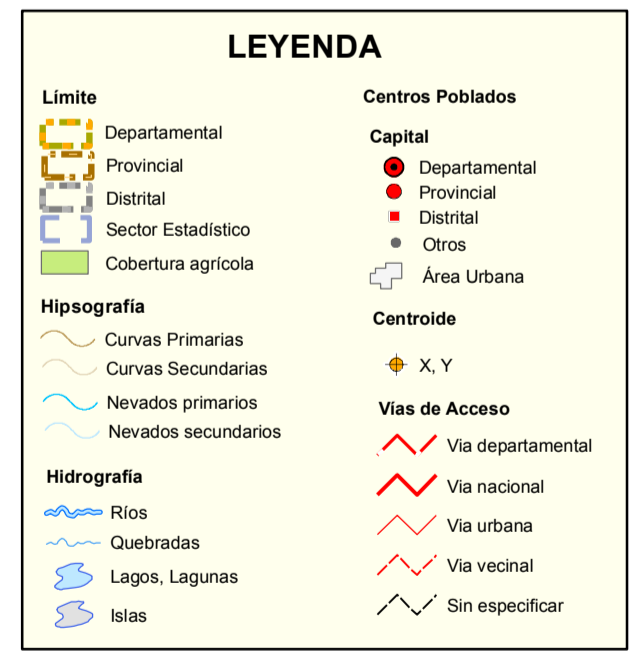 LEYENDA
Límite
Departamental
Provincial
Distrital
Sector Estadístico
Cobertura agrícola
Hipsografía
Curvas Primarias
Curvas Secundarias
Nevados primarios
Nevados secundarios
Hidrografía
Ríos
Quebradas
Lagos, Lagunas
Islas
Centros Poblados
Capital
Departamental
Provincial
Distrital
Otros
Área Urbana
Centroide
X, Y
Vías de Acceso
Via departamental
Via nacional
Via urbana
Via vecinal
Sin especificar